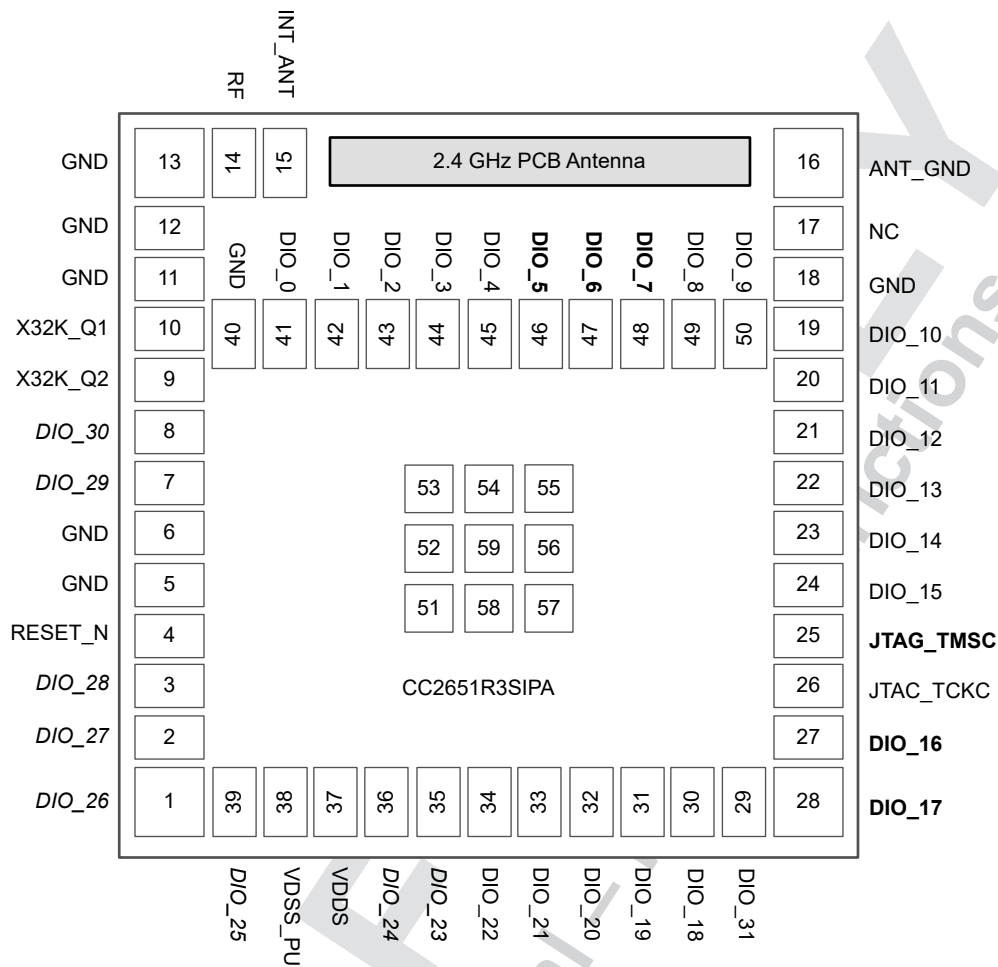 RF
INT_ANT
GND
13
14
15
2.4 GHz PCB Antenna
16
ANT_GND
GND
12
17
NC
GND
11
GND
DIO_0
DIO_1
DIO_2
DIO_3
DIO_4
DIO_5
DIO_6
DIO_7
DIO_8
DIO_9
18
GND
X32K_Q1
10
40
41
42
43
44
45
46
47
48
49
50
19
DIO_10
X32K_Q2
9
20
DIO_11
DIO_30
8
21
DIO_12
DIO_29
7
53
54
55
22
DIO_13
GND
6
52
59
56
23
DIO_14
GND
5
51
58
57
24
DIO_15
RESET_N
4
25
JTAG_TMSC
DIO_28
3
CC2651R3SIPA
26
JTAC_TCKC
DIO_27
2
27
DIO_16
DIO_26
1
39
38
37
36
35
34
33
32
31
30
29
28
DIO_17
DIO_25
VDSS_PU
VDDS
DIO_24
DIO_23
DIO_22
DIO_21
DIO_20
DIO_19
DIO_18
DIO_31